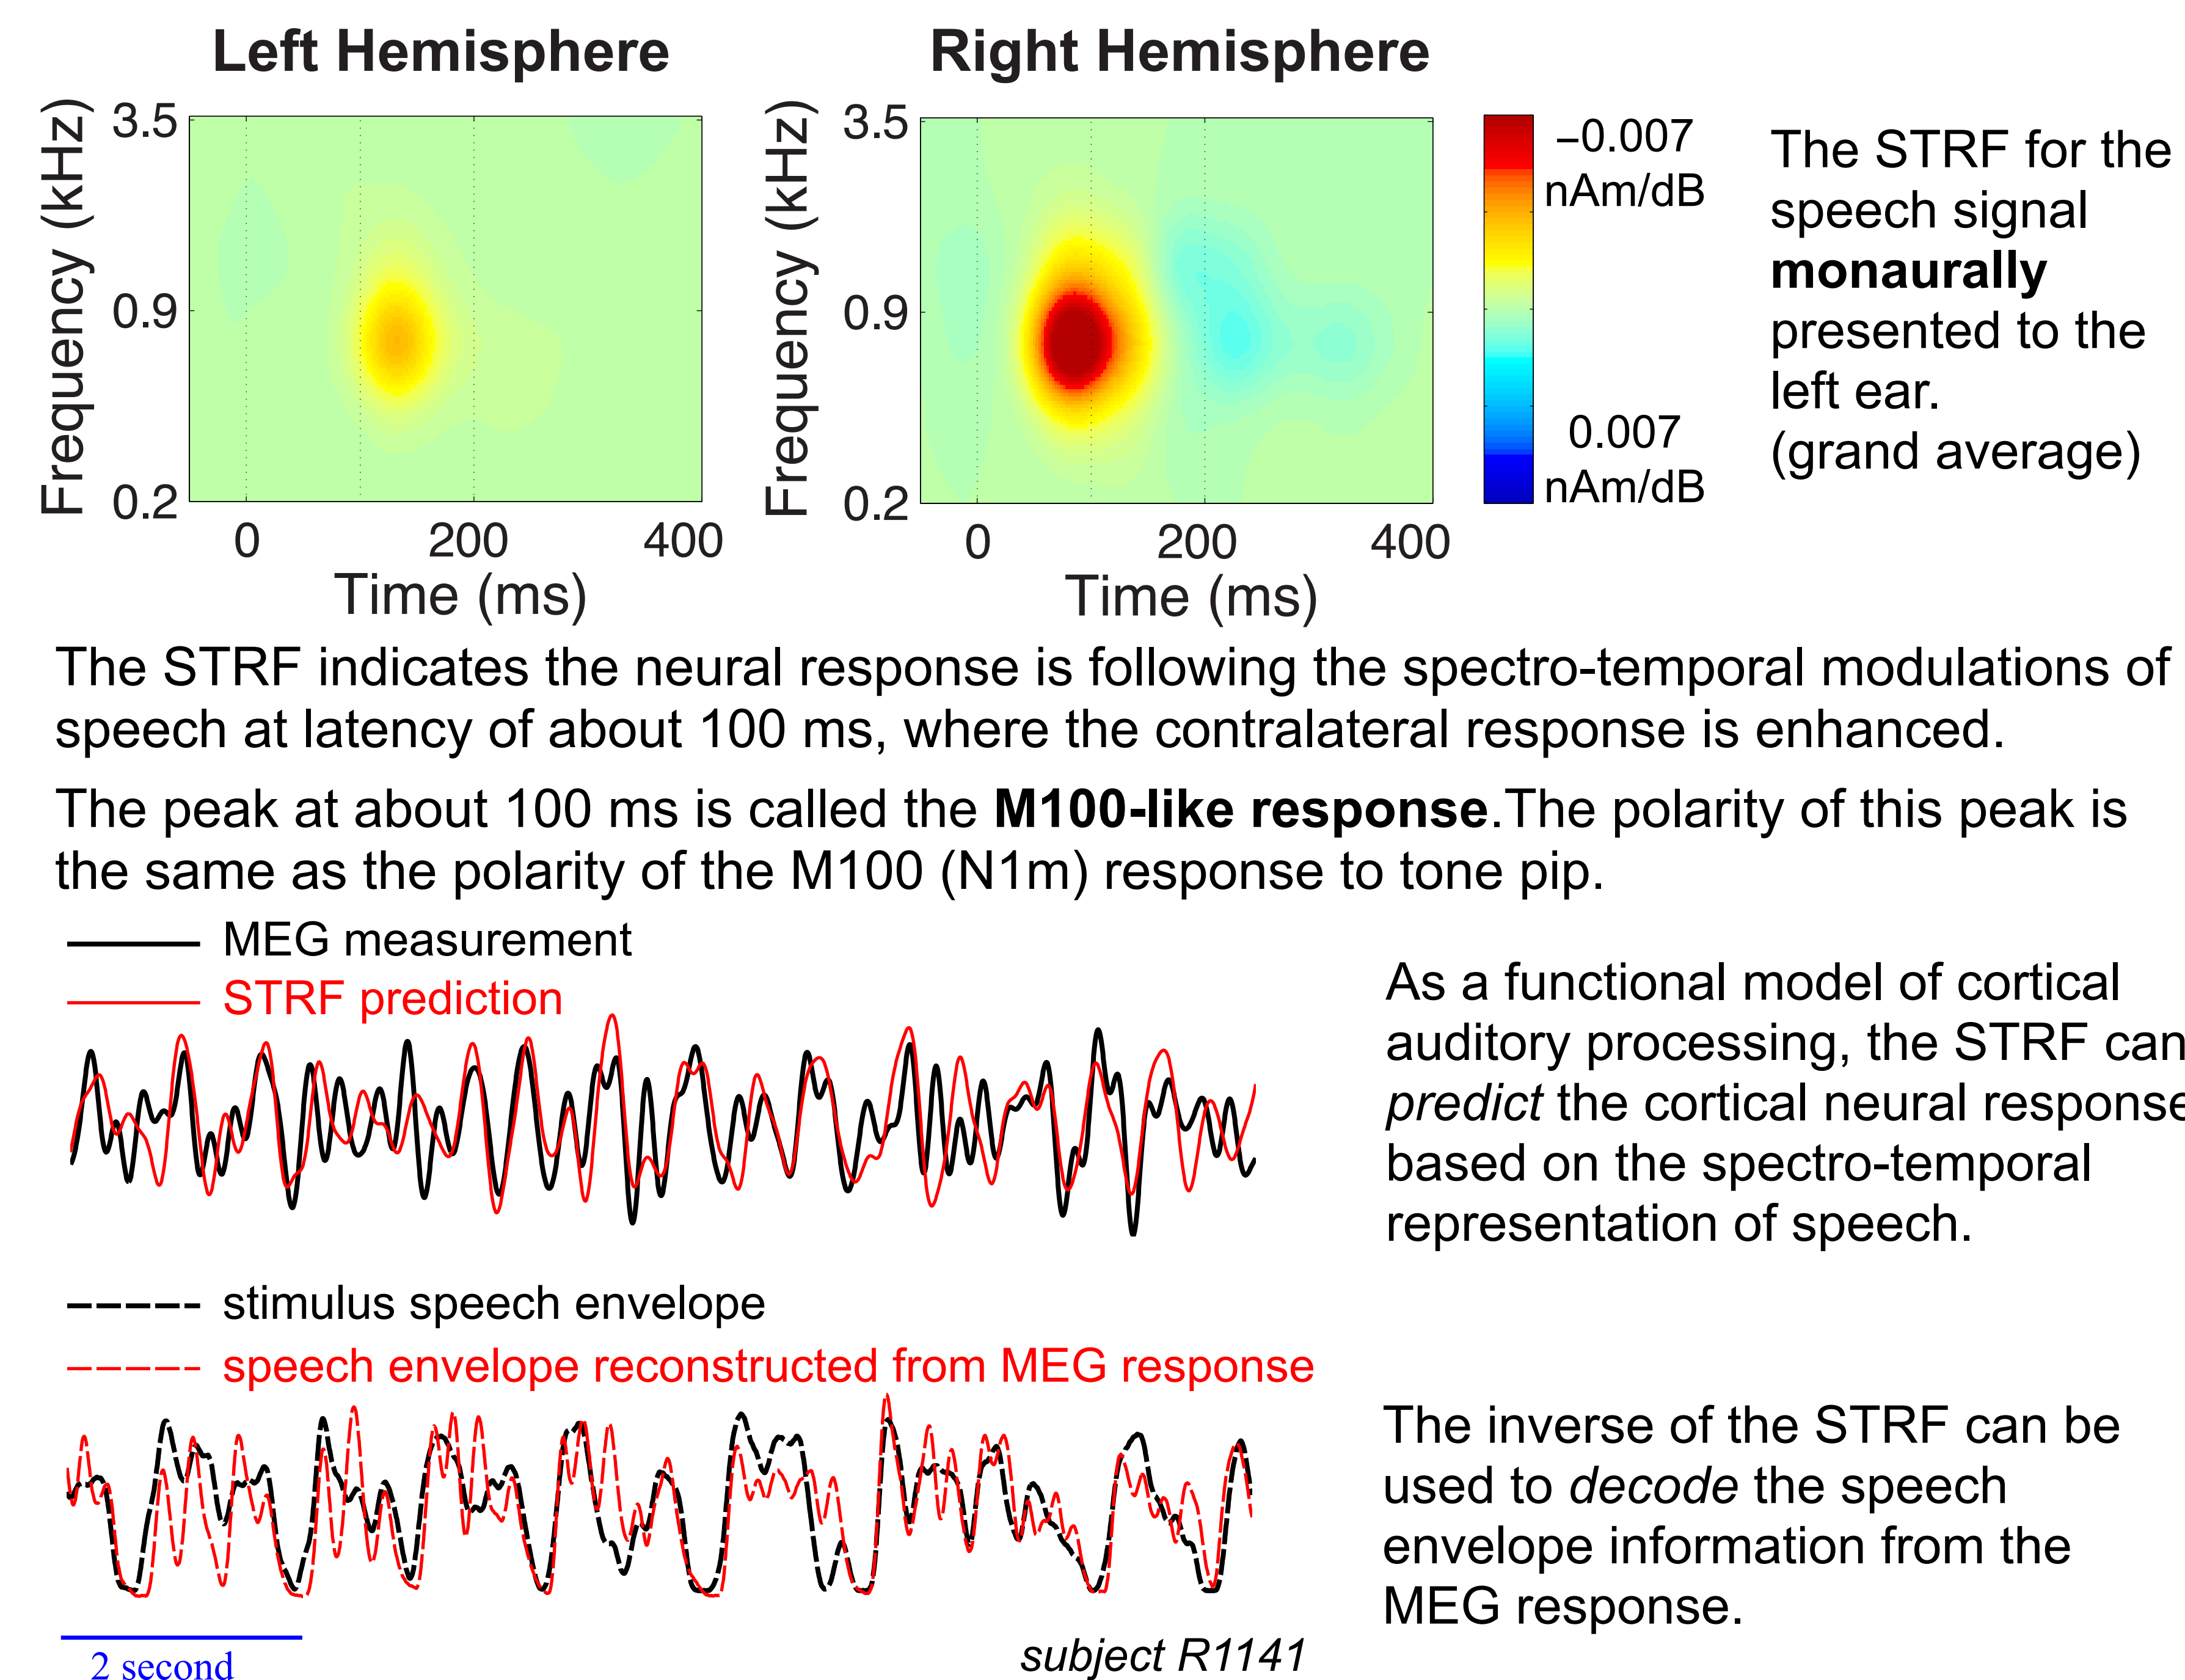 Left Hemisphere
Right Hemisphere
Frequency (kHz)
3.5
0.9
0.2
0
200
400
Time (ms)
Frequency (kHz)
3.5
0.9
0.2
0
200
400
Time (ms)
−0.007
nAm/dB
0.007
nAm/dB
The STRF for the
speech signal
monaurally
presented to the
left ear.
(grand average)
The STRF indicates the neural response is following the spectro-temporal modulations of
speech at latency of about 100 ms, where the contralateral response is enhanced.
The peak at about 100 ms is called the M100-like response.The polarity of this peak is
the same as the polarity of the M100 (N1m) response to tone pip.
MEG measurement
STRF prediction
As a functional model of cortical
auditory processing, the STRF can
predict the cortical neural response
based on the spectro-temporal
representation of speech.
stimulus speech envelope
speech envelope reconstructed from MEG response
The inverse of the STRF can be
used to decode the speech
envelope information from the
MEG response.
2 second
subject R1141